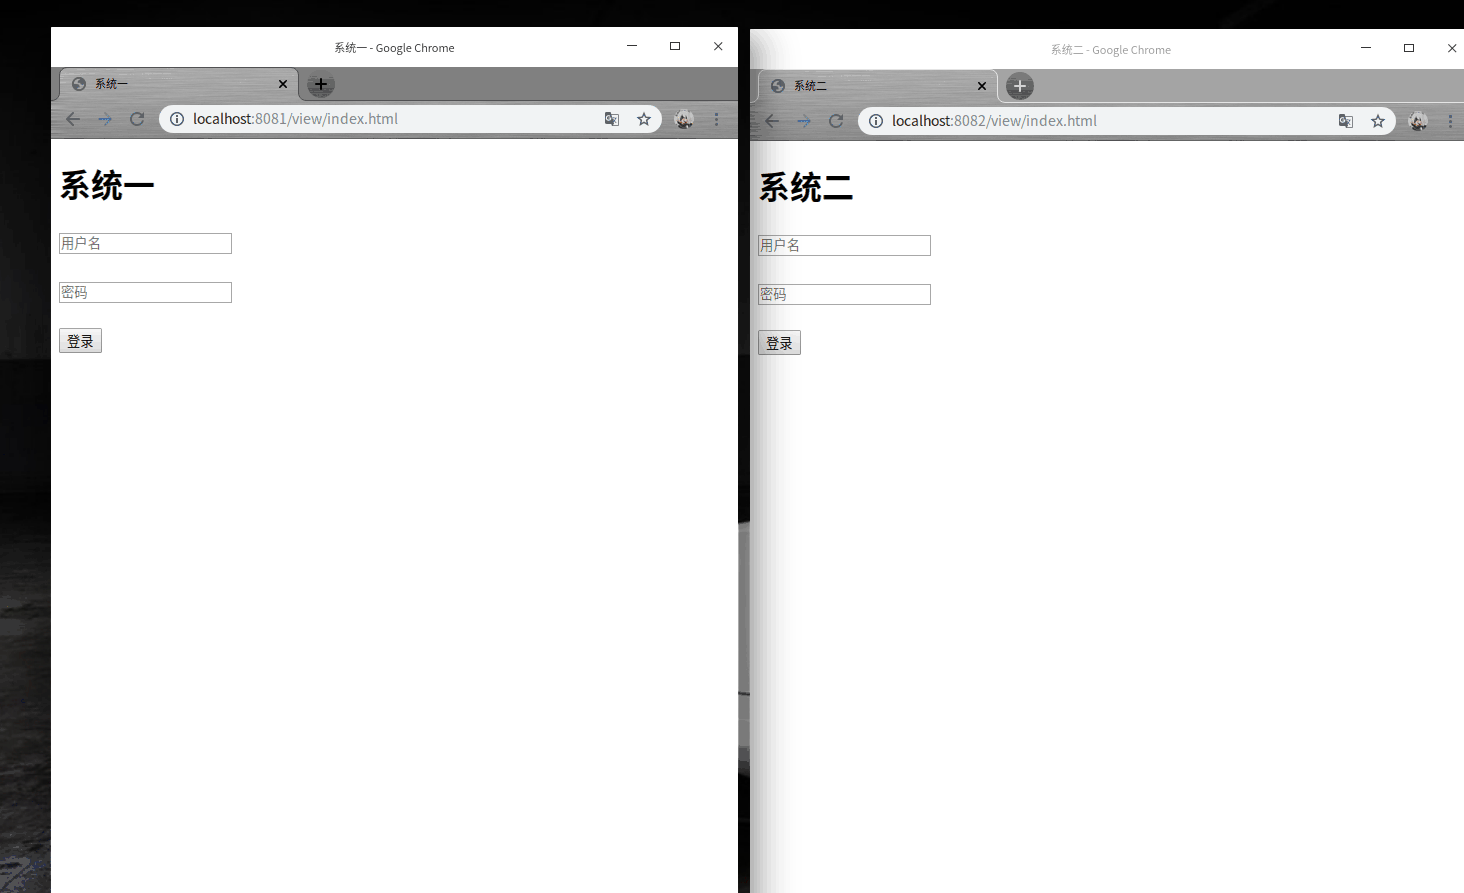 系统一 - Google Chrome
系统一
localhost:8081/view/index.html
系统一
用户名
密码
登录
系统二 - Google Chrome
系统二
localhost:8082/view/index.html
系统二
用户名
密码
登录